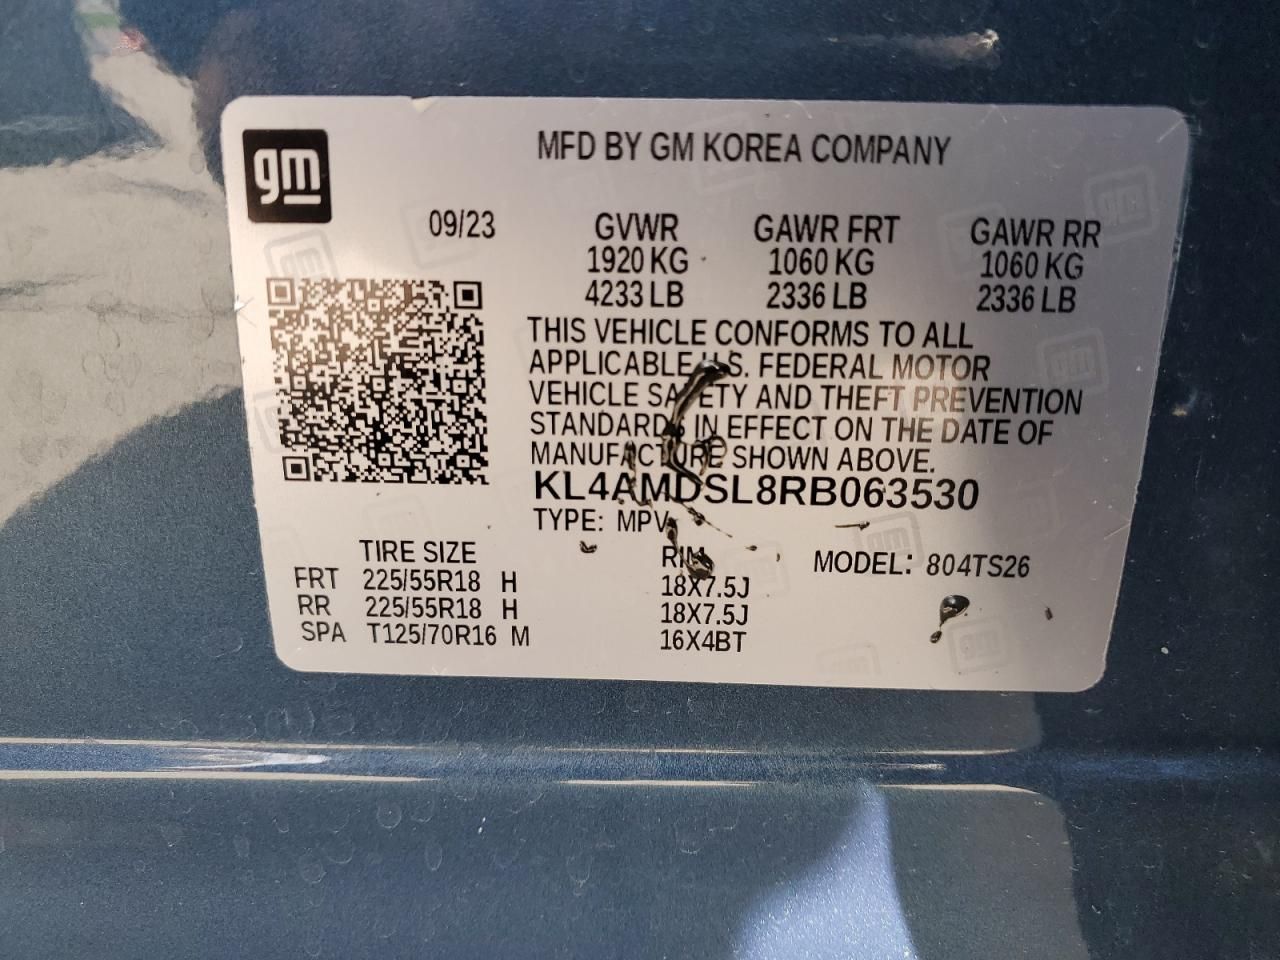 gm
MFD BY GM KOREA COMPANY
09/23 GVWR GAWR FRT GAWR RR
1920 KG 1060 KG 1060 KG
4233 LB 2336 LB 2336 LB
THIS VEHICLE CONFORMS TO ALL
APPLICABLE U.S. FEDERAL MOTOR
VEHICLE SAFETY AND THEFT PREVENTION
STANDARDS IN EFFECT ON THE DATE OF
MANUFACTURE SHOWN ABOVE.
KL4AMDSL8RB063530
TYPE: MPV
TIRE SIZE RIM MODEL: 804TS26
FRT 225/55R18 H 18X7.5J
RR 225/55R18 H 18X7.5J
SPA T125/70R16 M 16X4BT